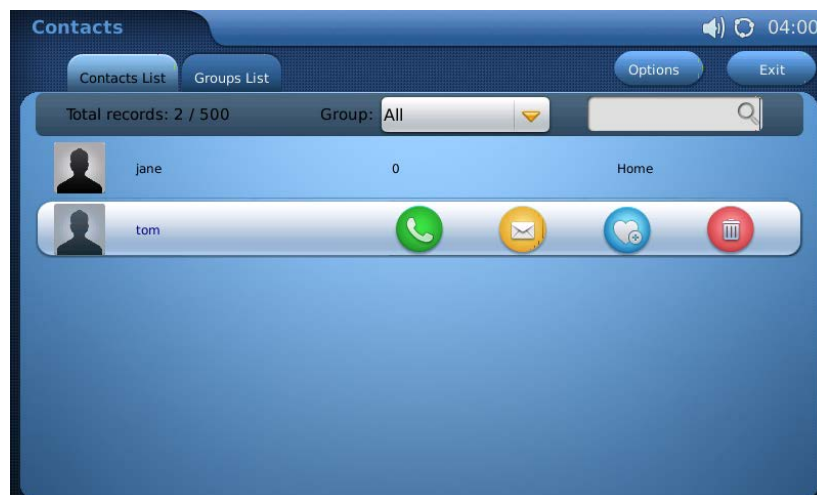 Contacts 04:00
Contacts List Groups List Options Exit
Total records: 2 / 500 Group: All
jane 0 Home
tom